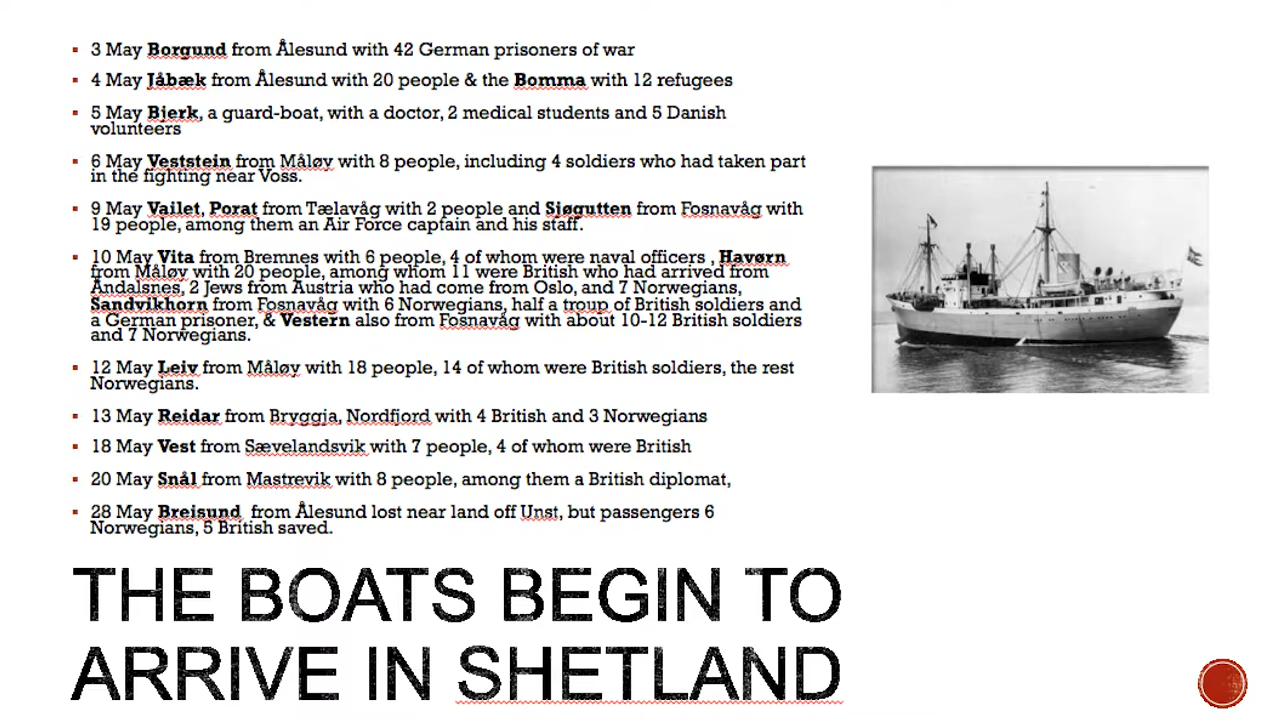 3 May Borgund from Ålesund with 42 German prisoners of war
4 May Jåbæk from Ålesund with 20 people & the Bomma with 12 refugees
5 May Bjerk, a guard-boat, with a doctor, 2 medical students and 5 Danish
volunteers
6 May Veststein from Måløy with 8 people, including 4 soldiers who had taken part
in the fighting near Voss.
9 May Vailet, Porat from Tælavåg with 2 people and Sjøgutten from Fosnavåg with
19 people, among them an Air Force captain and his staff.
10 May Vita from Bremnes with 6 people, 4 of whom were naval officers , Havørn
from Måløy with 20 people, among whom 11 were British who had arrived from
Åndalsnes, 2 Jews from Austria who had come from Oslo, and 7 Norwegians,
Sandvikhorn from Fosnavåg with 6 Norwegians, half a troup of British soldiers and
a German prisoner, & Vestern also from Fosnavåg with about 10-12 British soldiers
and 7 Norwegians.
12 May Leiv from Måløy with 18 people, 14 of whom were British soldiers, the rest
Norwegians.
13 May Reidar from Bryggja, Nordfjord with 4 British and 3 Norwegians
18 May Vest from Sævelandsvik with 7 people, 4 of whom were British
20 May Snål from Mastrevik with 8 people, among them a British diplomat,
28 May Breisund from Ålesund lost near land off Unst, but passengers 6
Norwegians, 5 British saved.
THE BOATS BEGIN TO
ARRIVE IN SHETLAND